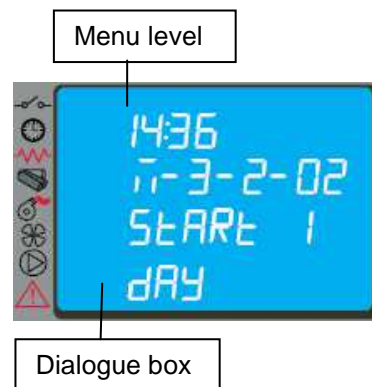 Menu level
14:36
n-3-2-02
StARt 1
dAY
Dialogue box